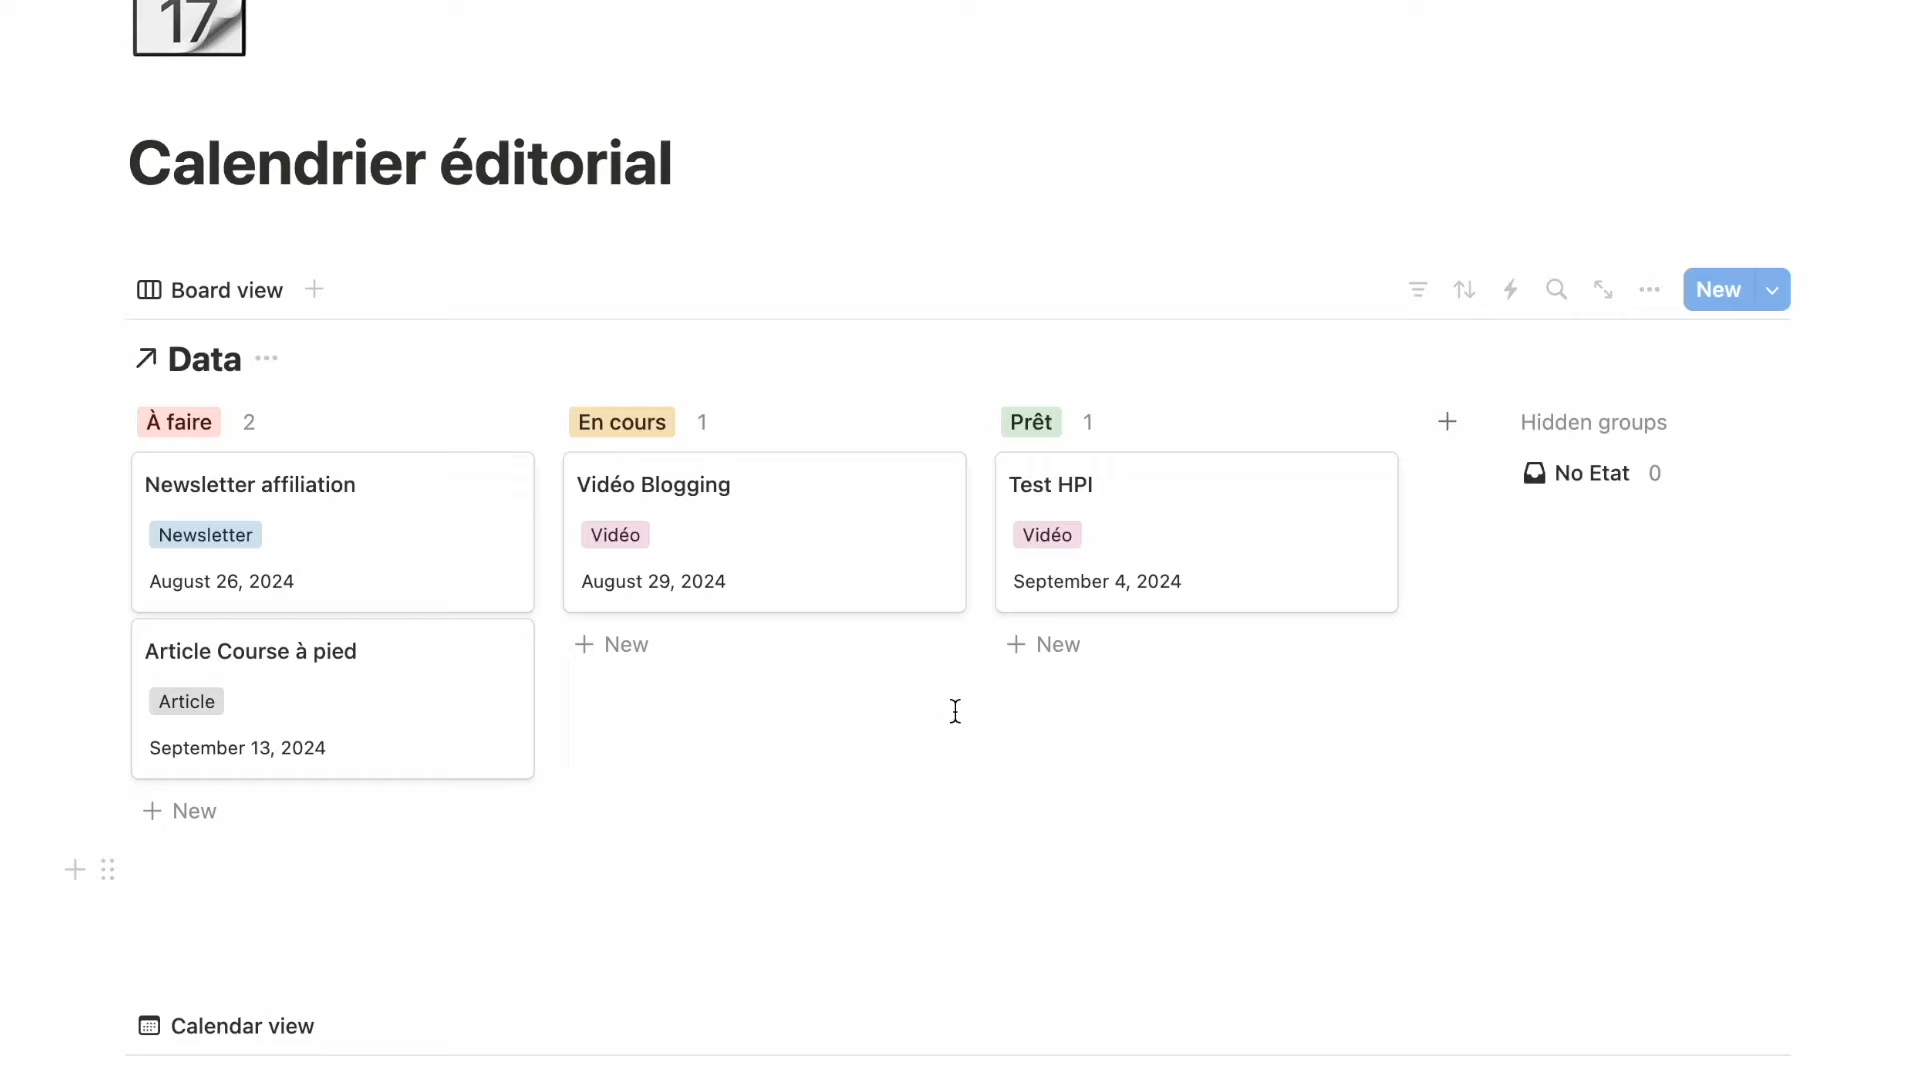 17
Calendrier éditorial
Board view
New
Data
À faire 2
En cours 1
Prêt 1
Hidden groups
No Etat 0
Newsletter affiliation
Newsletter
August 26, 2024
Vidéo Blogging
Vidéo
August 29, 2024
New
Test HPI
Vidéo
September 4, 2024
New
Article Course à pied
Article
September 13, 2024
New
Calendar view